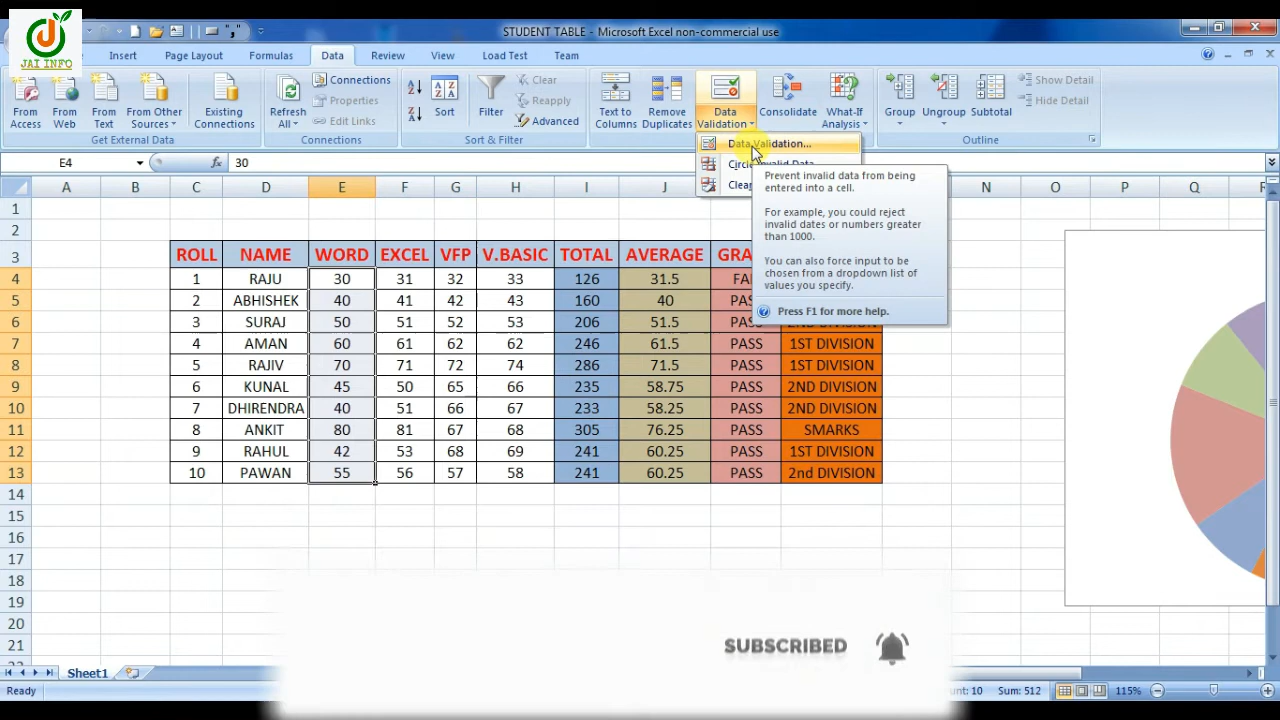 JAI INFO
STUDENT TABLE - Microsoft Excel non-commercial use
Insert Page Layout Formulas Data Review View Load Test Team
From Access
From Web
From Text
From Other Sources
Existing Connections
Get External Data
Refresh All
Connections
Properties
Edit Links
Connections
Sort
Filter
Clear
Reapply
Advanced
Sort & Filter
Text to Columns
Remove Duplicates
Data Validation
Consolidate
What-If Analysis
Group
Ungroup
Subtotal
Show Detail
Hide Detail
Outline
Data Validation...
Circle Invalid Data
Clea
Prevent invalid data from being
entered into a cell.
For example, you could reject
invalid dates or numbers greater
than 1000.
You can also force input to be
chosen from a dropdown list of
values you specify.
Press F1 for more help.
E4 fx 30
A B C D E F G H I J N O P Q R
1
2
3 ROLL NAME WORD EXCEL VFP V.BASIC TOTAL AVERAGE GRA
4 1 RAJU 30 31 32 33 126 31.5 FA
5 2 ABHISHEK 40 41 42 43 160 40 PAS
6 3 SURAJ 50 51 52 53 206 51.5 PASS 2ND DIVISION
7 4 AMAN 60 61 62 62 246 61.5 PASS 1ST DIVISION
8 5 RAJIV 70 71 72 74 286 71.5 PASS 1ST DIVISION
9 6 KUNAL 45 50 65 66 235 58.75 PASS 2ND DIVISION
10 7 DHIRENDRA 40 51 66 67 233 58.25 PASS 2ND DIVISION
11 8 ANKIT 80 81 67 68 305 76.25 PASS SMARKS
12 9 RAHUL 42 53 68 69 241 60.25 PASS 1ST DIVISION
13 10 PAWAN 55 56 57 58 241 60.25 PASS 2nd DIVISION
14
15
16
17
18
19
20
21
SUBSCRIBED
Sheet1
Ready
unt: 10 Sum: 512 115%